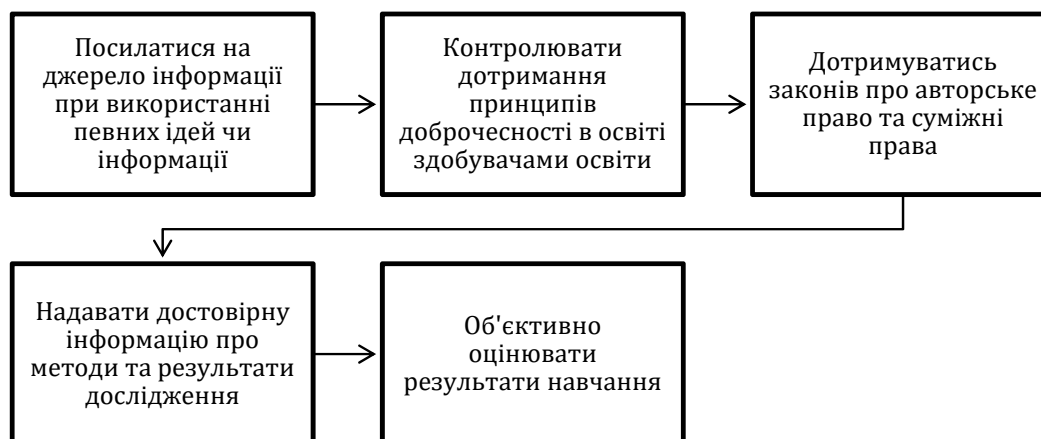 Посилатися на
джерело інформації
при використанні
певних ідей чи
інформації
Контролювати
дотримання
принципів
доброчесності в освіті
здобувачами освіти
Дотримуватись
законів про авторське
право та суміжні
права
Надавати достовірну
інформацію про
методи та результати
дослідження
Об'єктивно
оцінювати
результати навчання